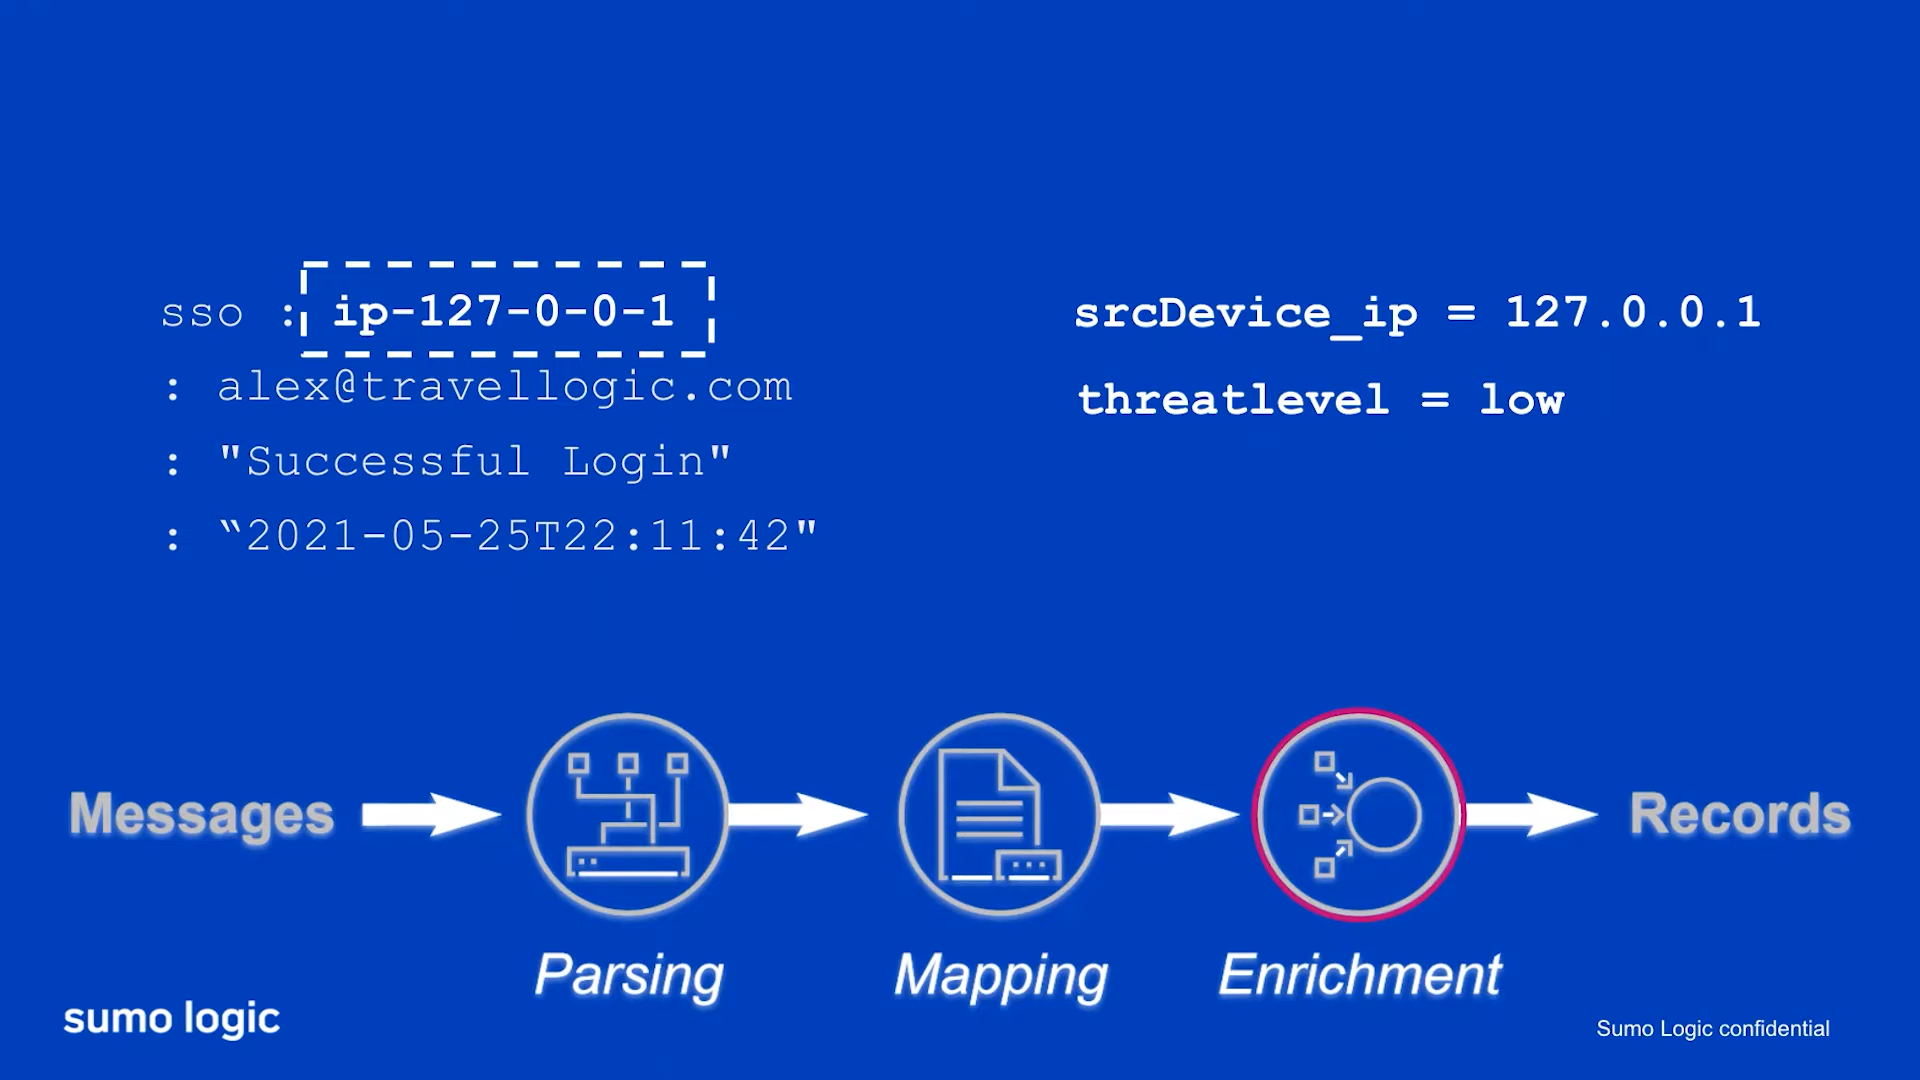 sso : ip-127-0-0-1
: alex@travellogic.com
: "Successful Login"
: “2021-05-25T22:11:42"
srcDevice_ip = 127.0.0.1
threatlevel = low
Messages
Records
Parsing
Mapping
Enrichment
sumo logic
Sumo Logic confidential